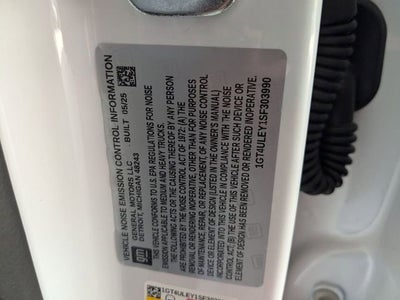 VEHICLE NOISE EMISSION CONTROL INFORMATION
GENERAL MOTORS LLC BUILT 05/25
DETROIT, MICHIGAN 48243
gm
THIS VEHICLE CONFORMS TO U.S. EPA REGULATIONS FOR NOISE
EMISSION APPLICABLE TO MEDIUM AND HEAVY TRUCKS.
THE FOLLOWING ACTS OR THE CAUSING THEREOF BY ANY PERSON
ARE PROHIBITED BY THE NOISE CONTROL ACT OF 1972: (A) THE
REMOVAL OR RENDERING INOPERATIVE, OTHER THAN FOR PURPOSES
OF MAINTENANCE, REPAIR, OR REPLACEMENT, OF ANY NOISE CONTROL
DEVICE OR ELEMENT OF DESIGN (LISTED IN THE OWNER'S MANUAL)
INCORPORATED INTO THIS VEHICLE IN COMPLIANCE WITH THE NOISE
CONTROL ACT; (B) THE USE OF THIS VEHICLE AFTER SUCH DEVICE OR
ELEMENT OF DESIGN HAS BEEN REMOVED OR RENDERED INOPERATIVE.
1GT4ULEY1SF303990